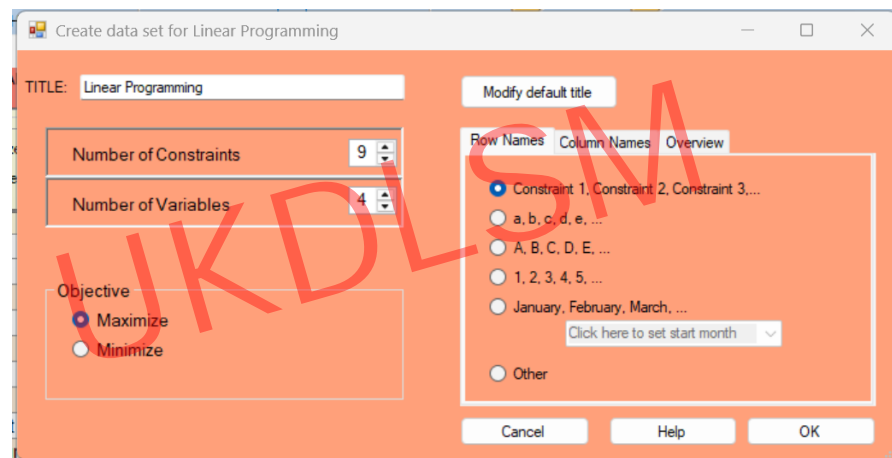 Create data set for Linear Programming
TITLE: Linear Programming
Modify default title
Number of Constraints 9
Number of Variables 4
Objective
Maximize
Minimize
Row Names Column Names Overview
Constraint 1, Constraint 2, Constraint 3,...
a, b, c, d, e, ...
A, B, C, D, E, ...
1, 2, 3, 4, 5, ...
January, February, March, ...
Click here to set start month
Other
Cancel Help OK
UKDLSM